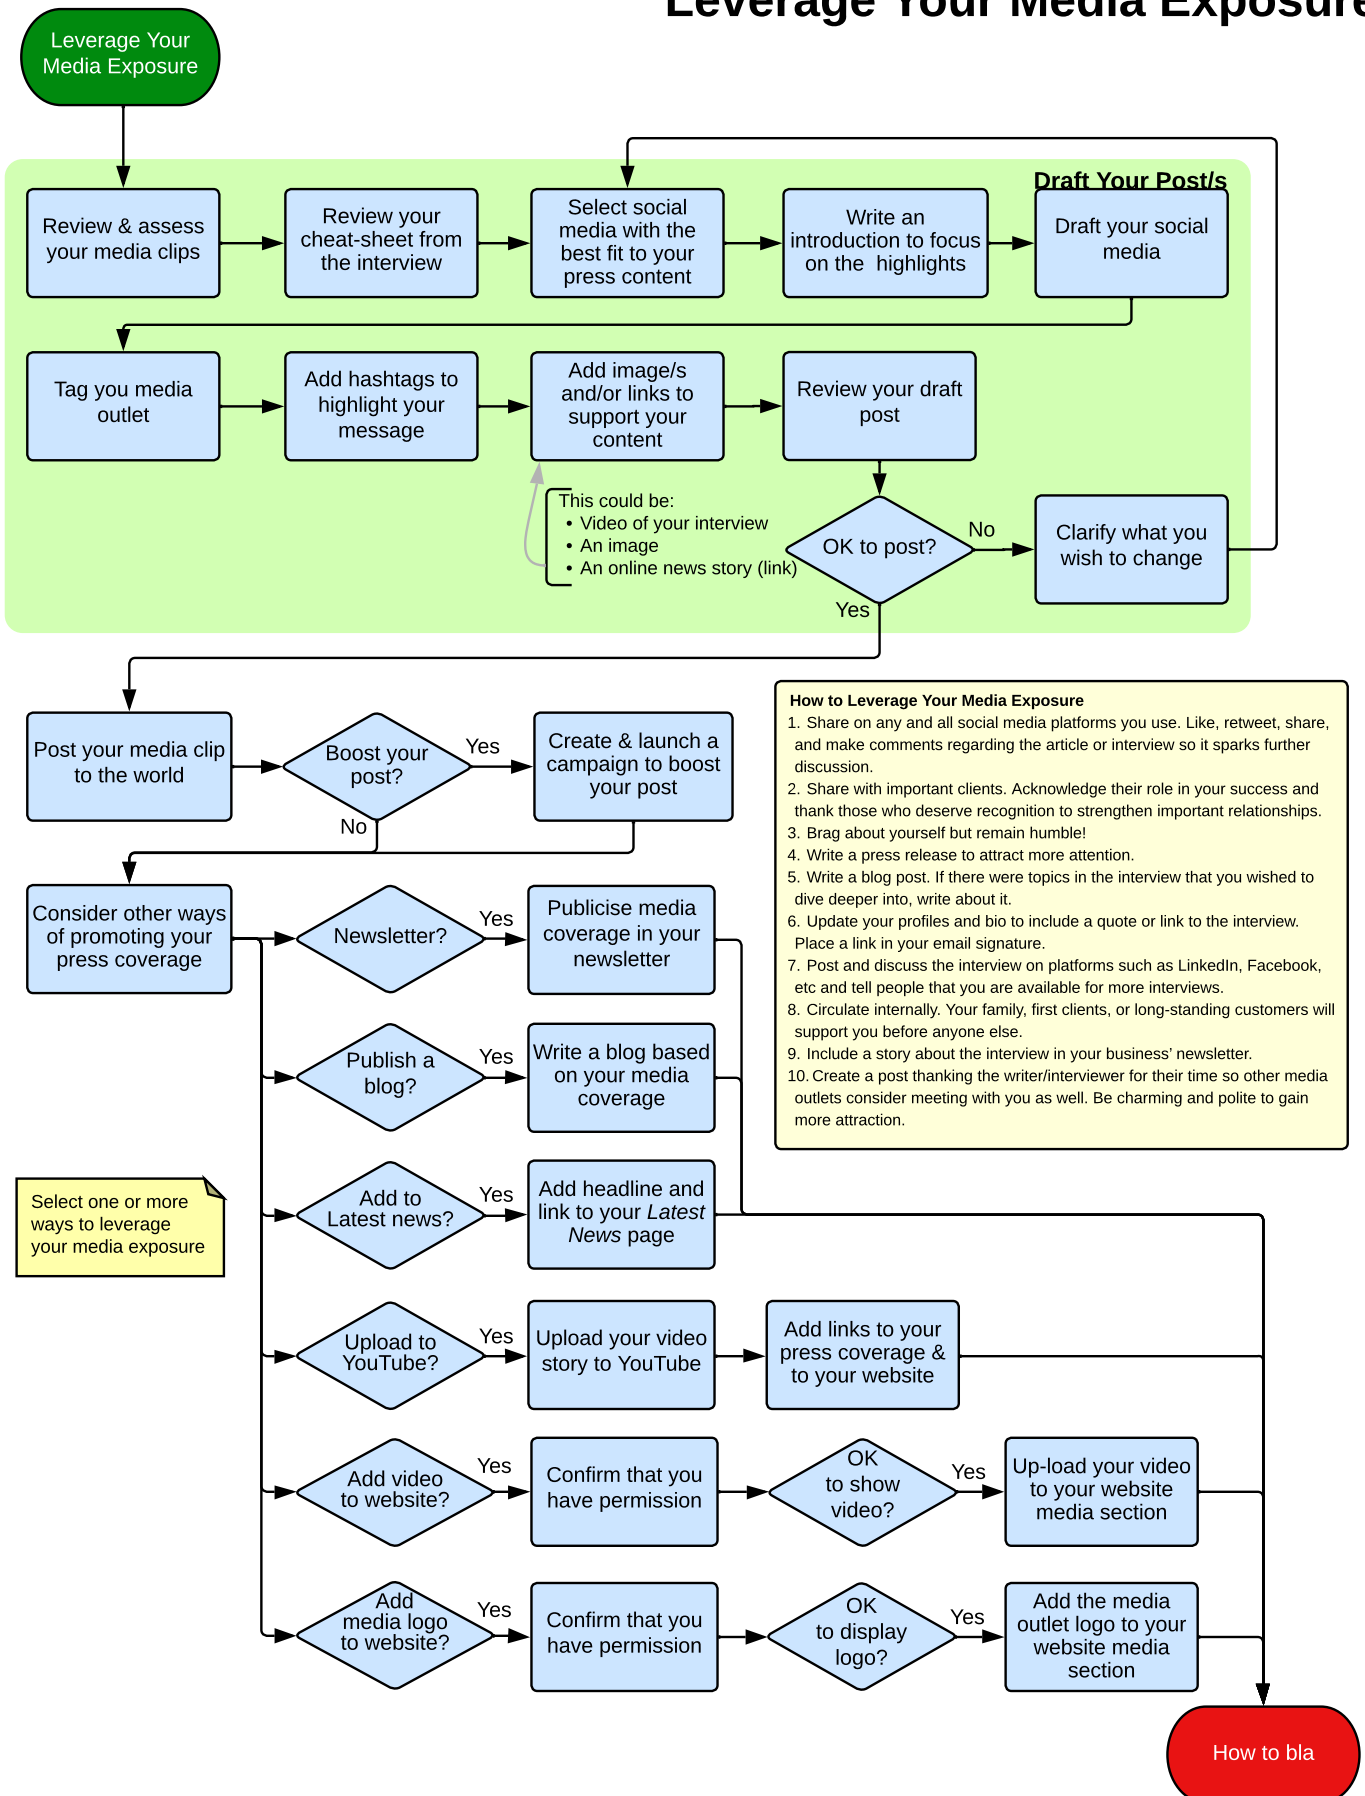 Leverage Your Media Exposure
Leverage Your
Media Exposure
Draft Your Post/s
Review & assess
your media clips
Review your
cheat-sheet from
the interview
Select social
media with the
best fit to your
press content
Write an
introduction to focus
on the  highlights
Draft your social
media
Tag you media
outlet
Add hashtags to
highlight your
message
Add image/s
and/or links to
support your
content
Review your draft
post
This could be:
• Video of your interview
• An image
• An online news story (link)
OK to post?
No
Clarify what you
wish to change
Yes
Post your media clip
to the world
Boost your
post?
Yes
Create & launch a
campaign to boost
your post
No
How to Leverage Your Media Exposure
1. Share on any and all social media platforms you use. Like, retweet, share,
and make comments regarding the article or interview so it sparks further
discussion.
2. Share with important clients. Acknowledge their role in your success and
thank those who deserve recognition to strengthen important relationships.
3. Brag about yourself but remain humble!
4. Write a press release to attract more attention.
5. Write a blog post. If there were topics in the interview that you wished to
dive deeper into, write about it.
6. Update your profiles and bio to include a quote or link to the interview.
Place a link in your email signature.
7. Post and discuss the interview on platforms such as LinkedIn, Facebook,
etc and tell people that you are available for more interviews.
8. Circulate internally. Your family, first clients, or long-standing customers will
support you before anyone else.
9. Include a story about the interview in your business’ newsletter.
10. Create a post thanking the writer/interviewer for their time so other media
outlets consider meeting with you as well. Be charming and polite to gain
more attraction.
Consider other ways
of promoting your
press coverage
Newsletter?
Yes
Publicise media
coverage in your
newsletter
Publish a
blog?
Yes
Write a blog based
on your media
coverage
Select one or more
ways to leverage
your media exposure
Add to
Latest news?
Yes
Add headline and
link to your Latest
News page
Upload to
YouTube?
Yes
Upload your video
story to YouTube
Add links to your
press coverage &
to your website
Add video
to website?
Yes
Confirm that you
have permission
OK
to show
video?
Yes
Up-load your video
to your website
media section
Add
media logo
to website?
Yes
Confirm that you
have permission
OK
to display
logo?
Yes
Add the media
outlet logo to your
website media
section
How to bla